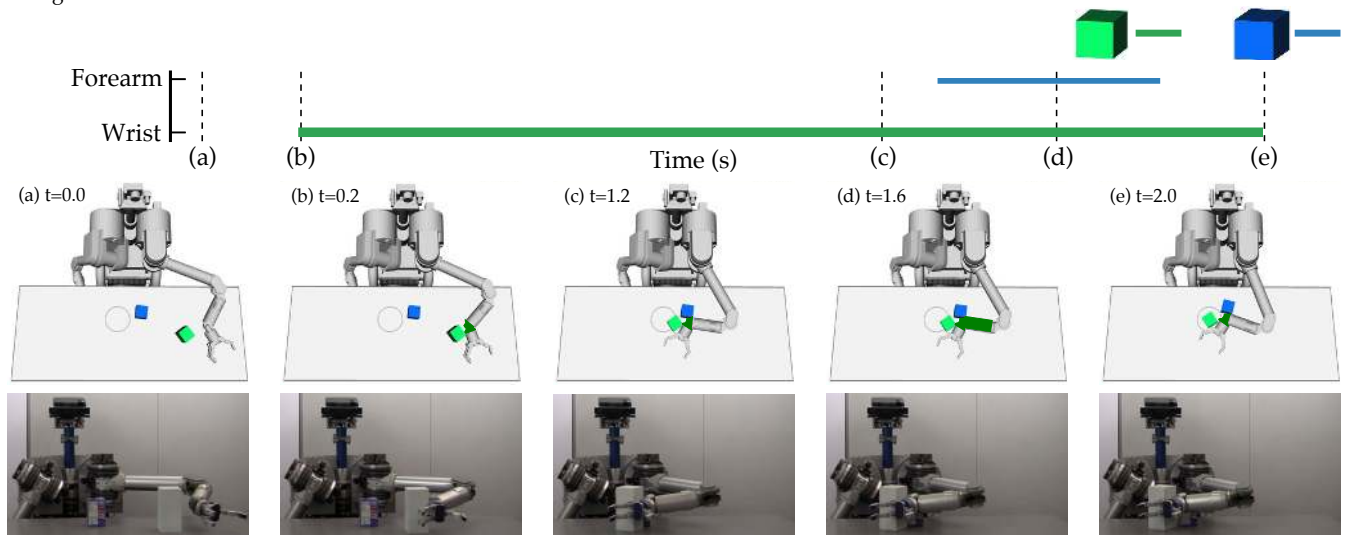 Forearm
Wrist
(a)
(b)
Time (s)
(c)
(d)
(e)
(a) t=0.0
(b) t=0.2
(c) t=1.2
(d) t=1.6
(e) t=2.0